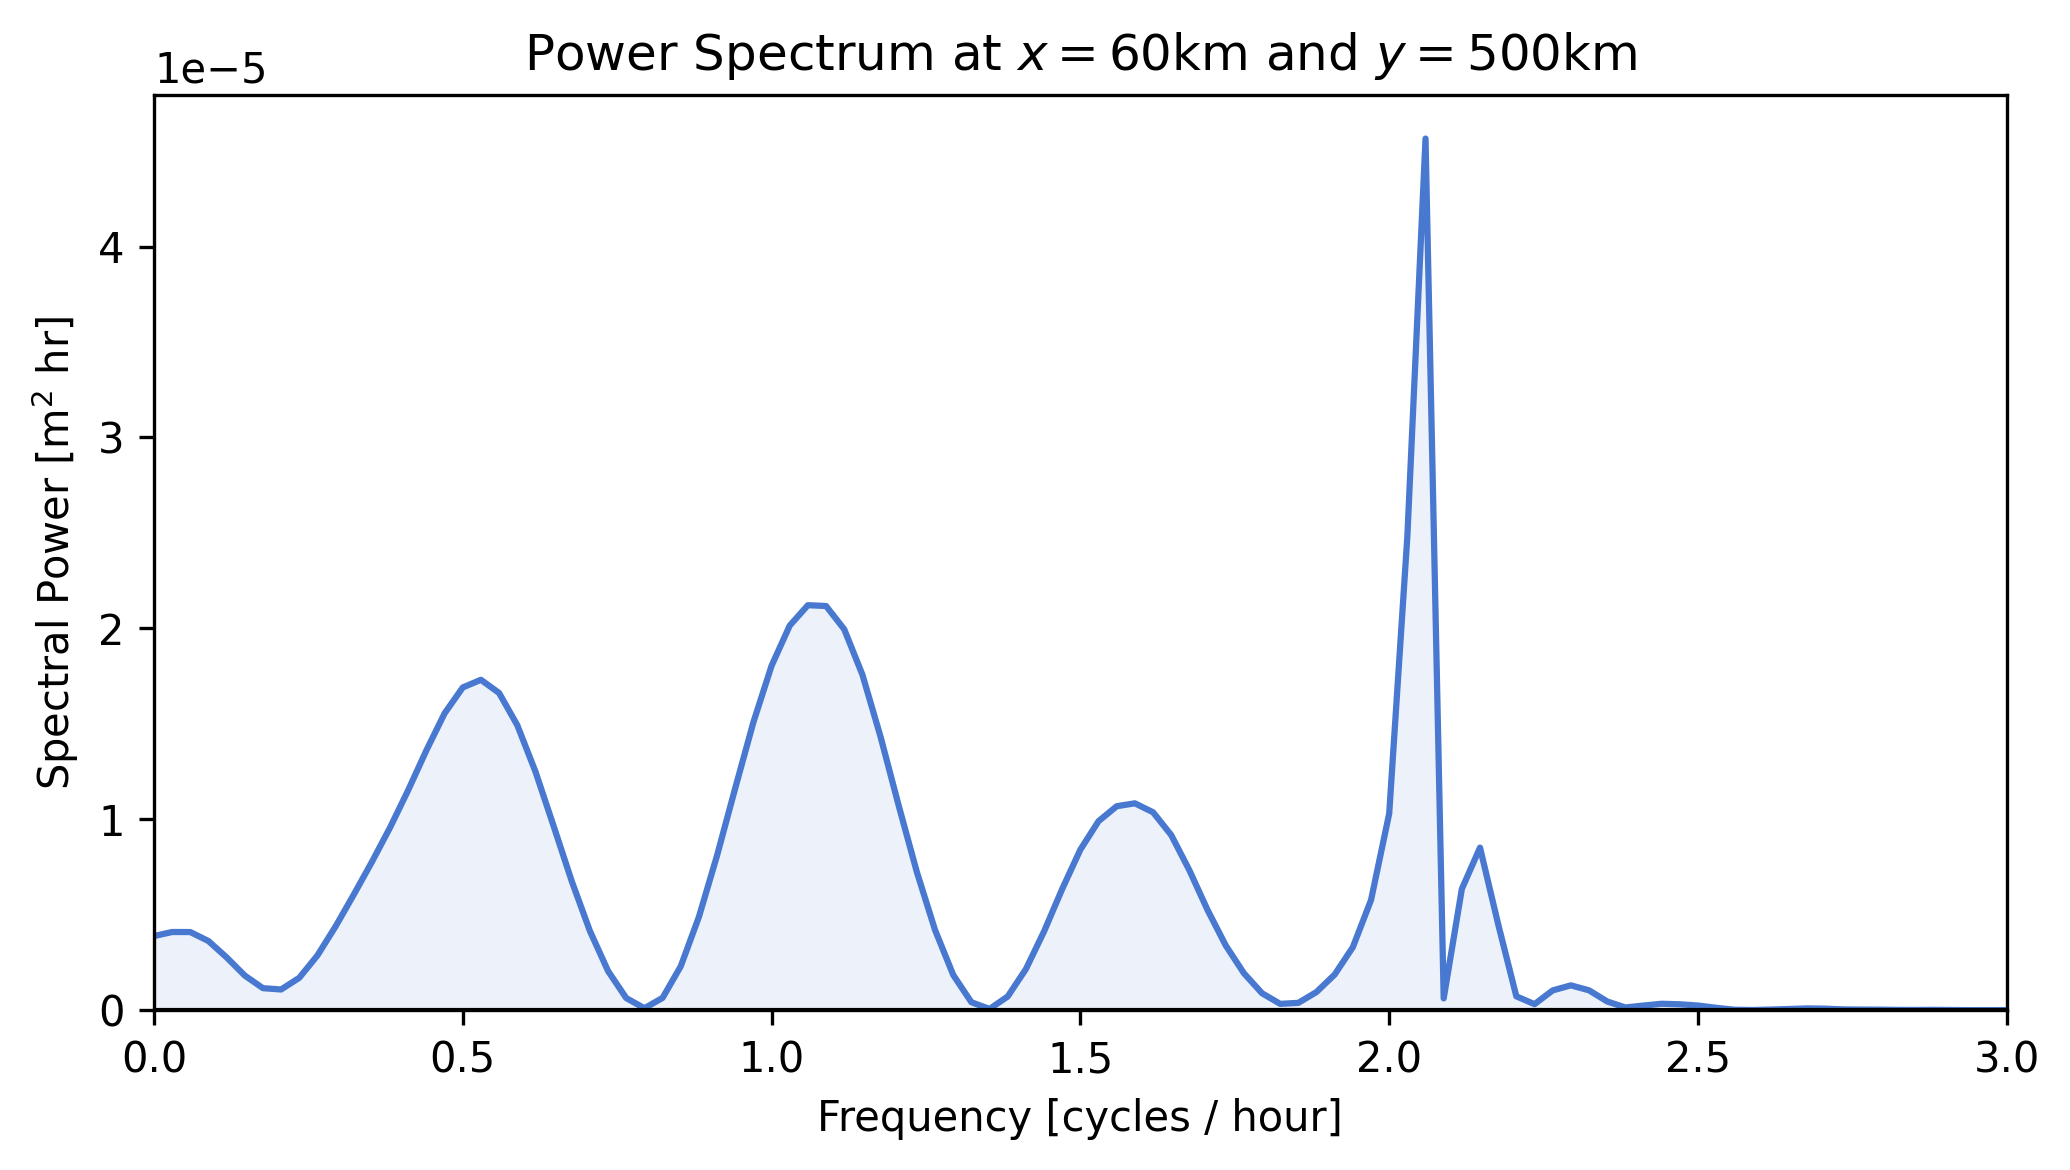 Power Spectrum at x = 60km and y = 500km
1e−5
4
3
2
1
0
Spectral Power [m² hr]
0.0 0.5 1.0 1.5 2.0 2.5 3.0
Frequency [cycles / hour]